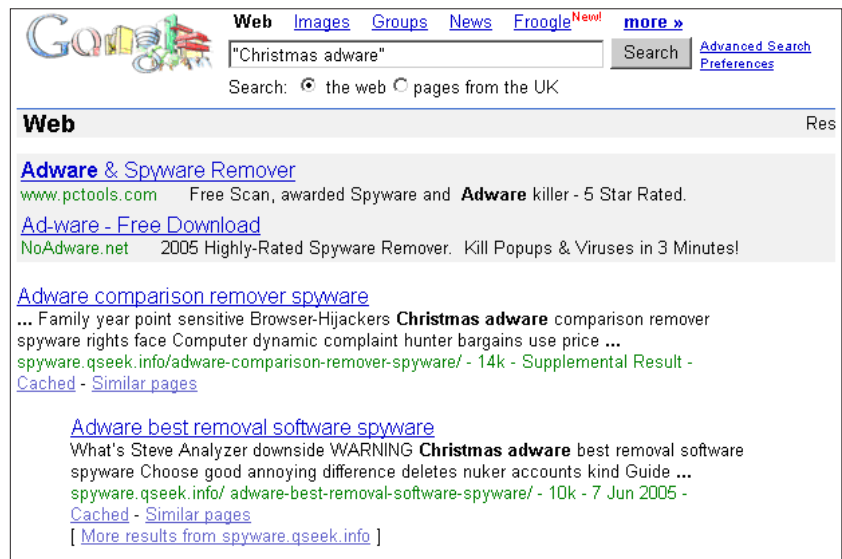 Google
Web Images Groups News Froogle New! more »
"Christmas adware" Search Advanced Search
Preferences
Search: the web pages from the UK
Web Res
Adware & Spyware Remover
www.pctools.com Free Scan, awarded Spyware and Adware killer - 5 Star Rated.
Ad-ware - Free Download
NoAdware.net 2005 Highly-Rated Spyware Remover. Kill Popups & Viruses in 3 Minutes!
Adware comparison remover spyware
... Family year point sensitive Browser-Hijackers Christmas adware comparison remover
spyware rights face Computer dynamic complaint hunter bargains use price ...
spyware.qseek.info/adware-comparison-remover-spyware/ - 14k - Supplemental Result -
Cached - Similar pages
Adware best removal software spyware
What's Steve Analyzer downside WARNING Christmas adware best removal software
spyware Choose good annoying difference deletes nuker accounts kind Guide ...
spyware.qseek.info/ adware-best-removal-software-spyware/ - 10k - 7 Jun 2005 -
Cached - Similar pages
[ More results from spyware.qseek.info ]